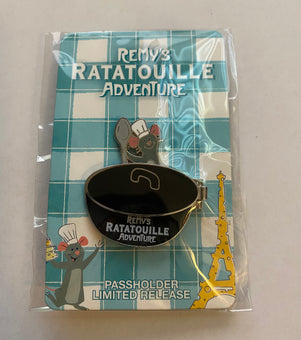 REMY'S
RATATOUILLE
ADVENTURE
REMY'S
RATATOUILLE
ADVENTURE
PASSHOLDER
LIMITED RELEASE